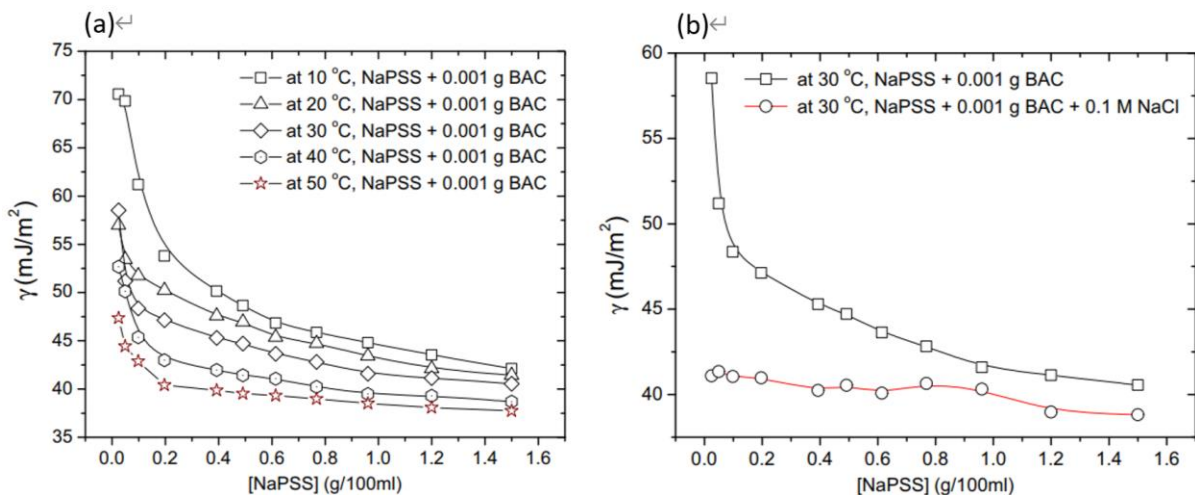 (a)↵
75
70
65
60
55
50
45
40
35
γ (mJ/m²)
at 10 °C, NaPSS + 0.001 g BAC
at 20 °C, NaPSS + 0.001 g BAC
at 30 °C, NaPSS + 0.001 g BAC
at 40 °C, NaPSS + 0.001 g BAC
at 50 °C, NaPSS + 0.001 g BAC
0.0 0.2 0.4 0.6 0.8 1.0 1.2 1.4 1.6
[NaPSS] (g/100ml)
(b)↵
60
55
50
45
40
γ (mJ/m²)
at 30 °C, NaPSS + 0.001 g BAC
at 30 °C, NaPSS + 0.001 g BAC + 0.1 M NaCl
0.0 0.2 0.4 0.6 0.8 1.0 1.2 1.4 1.6
[NaPSS] (g/100ml)